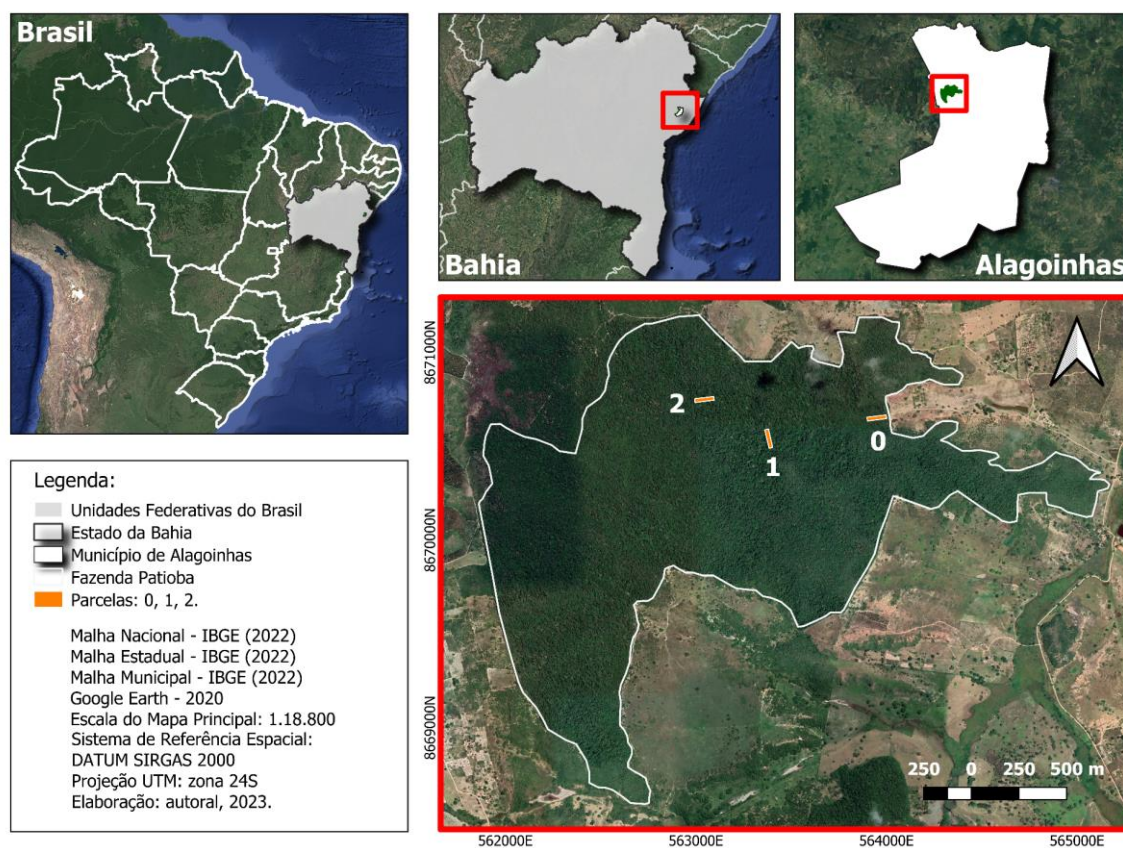 Brasil
Bahia
Alagoinhas
Legenda:
Unidades Federativas do Brasil
Estado da Bahia
Município de Alagoinhas
Fazenda Patioba
Parcelas: 0, 1, 2.
Malha Nacional - IBGE (2022)
Malha Estadual - IBGE (2022)
Malha Municipal - IBGE (2022)
Google Earth - 2020
Escala do Mapa Principal: 1.18.800
Sistema de Referência Espacial:
DATUM SIRGAS 2000
Projeção UTM: zona 24S
Elaboração: autoral, 2023.
8671000N
8670000N
8669000N
2
1
0
250 0 250 500 m
562000E 563000E 564000E 565000E